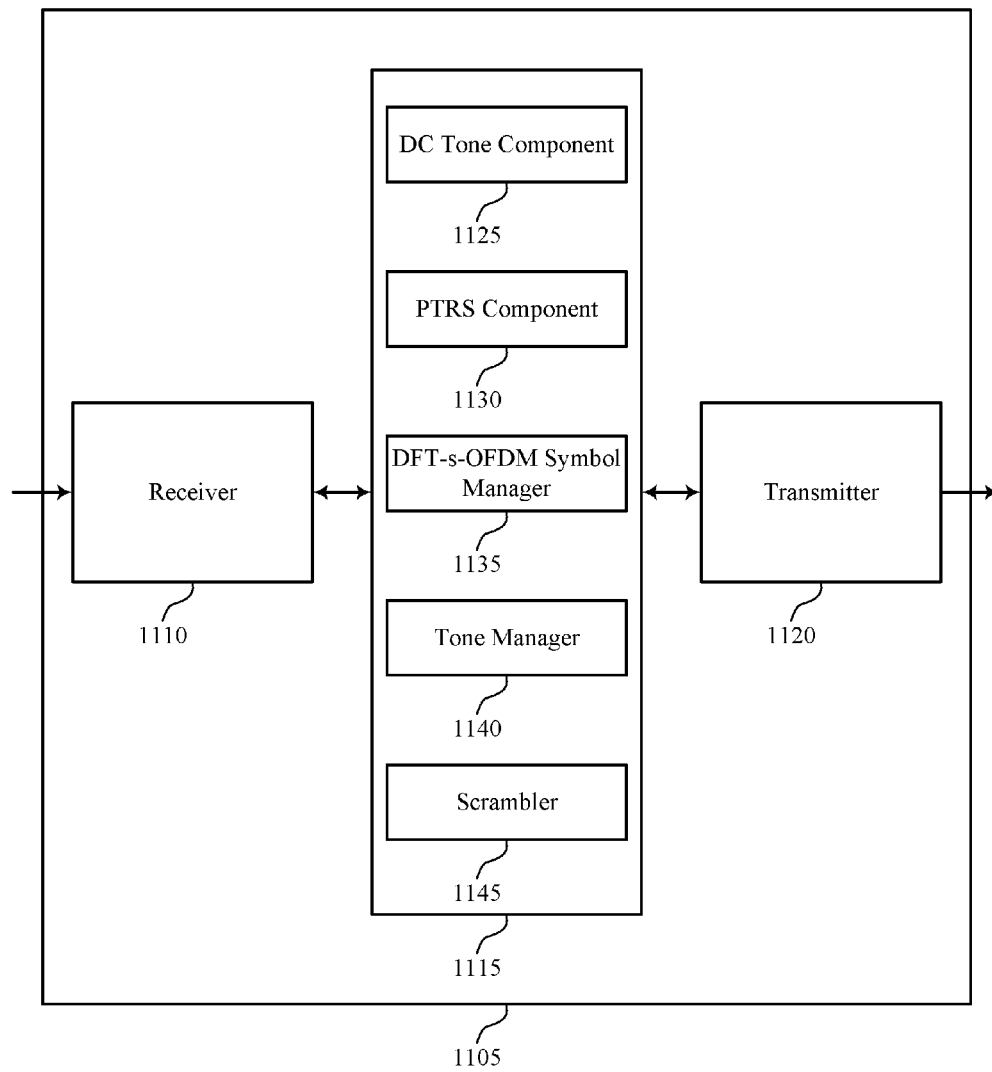 DC Tone Component
1125
PTRS Component
1130
DFT-s-OFDM Symbol
Manager
1135
Receiver
1110
Transmitter
1120
Tone Manager
1140
Scrambler
1145
1115
1105